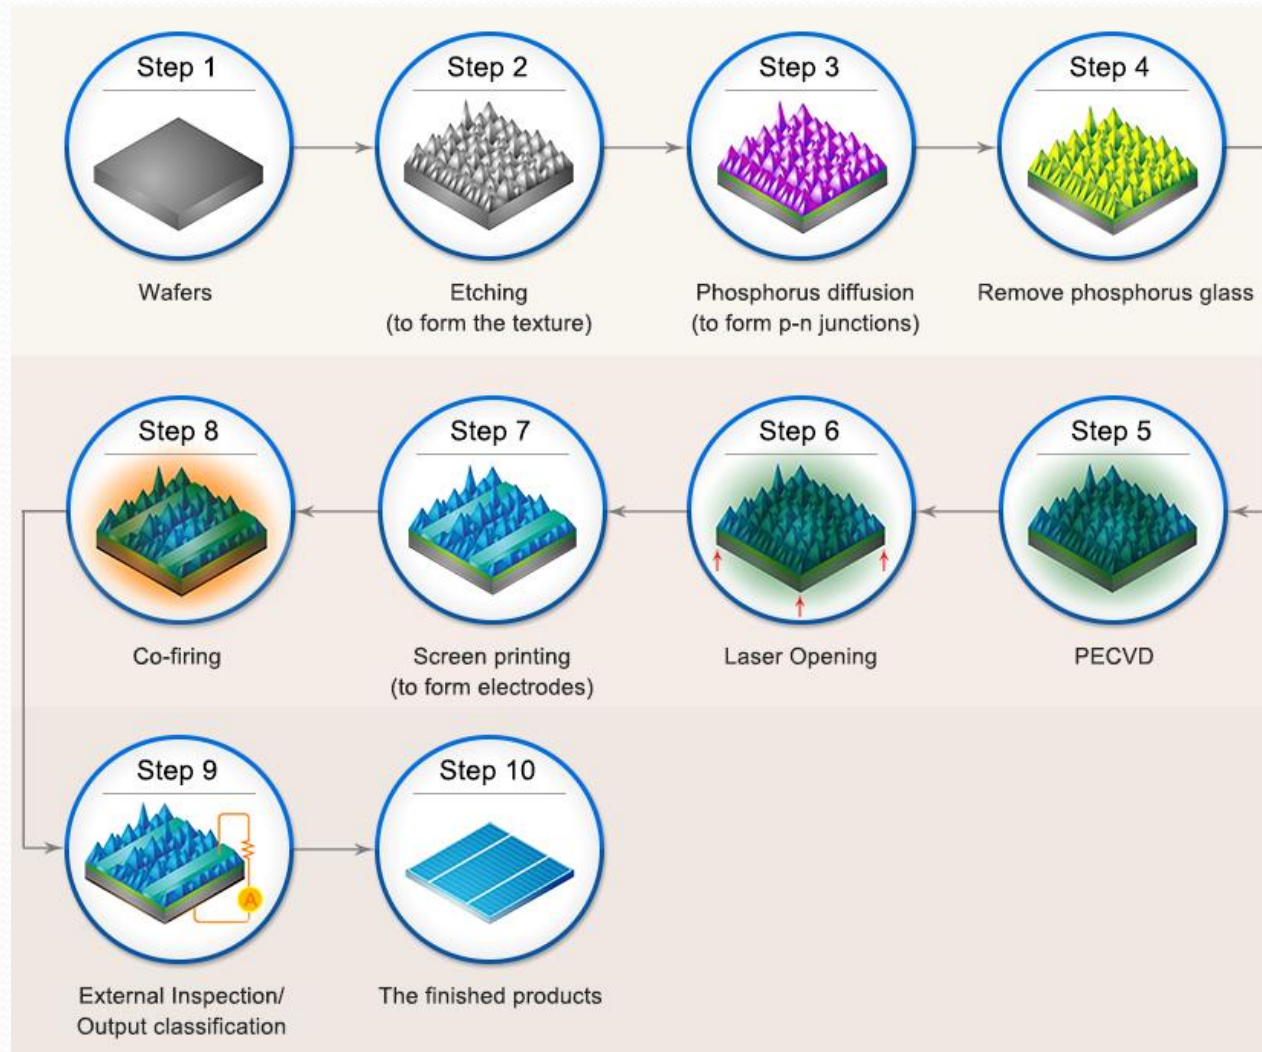 Step 1
Wafers
Step 2
Etching
(to form the texture)
Step 3
Phosphorus diffusion
(to form p-n junctions)
Step 4
Remove phosphorus glass
Step 5
PECVD
Step 6
Laser Opening
Step 7
Screen printing
(to form electrodes)
Step 8
Co-firing
Step 9
A
External Inspection/
Output classification
Step 10
The finished products